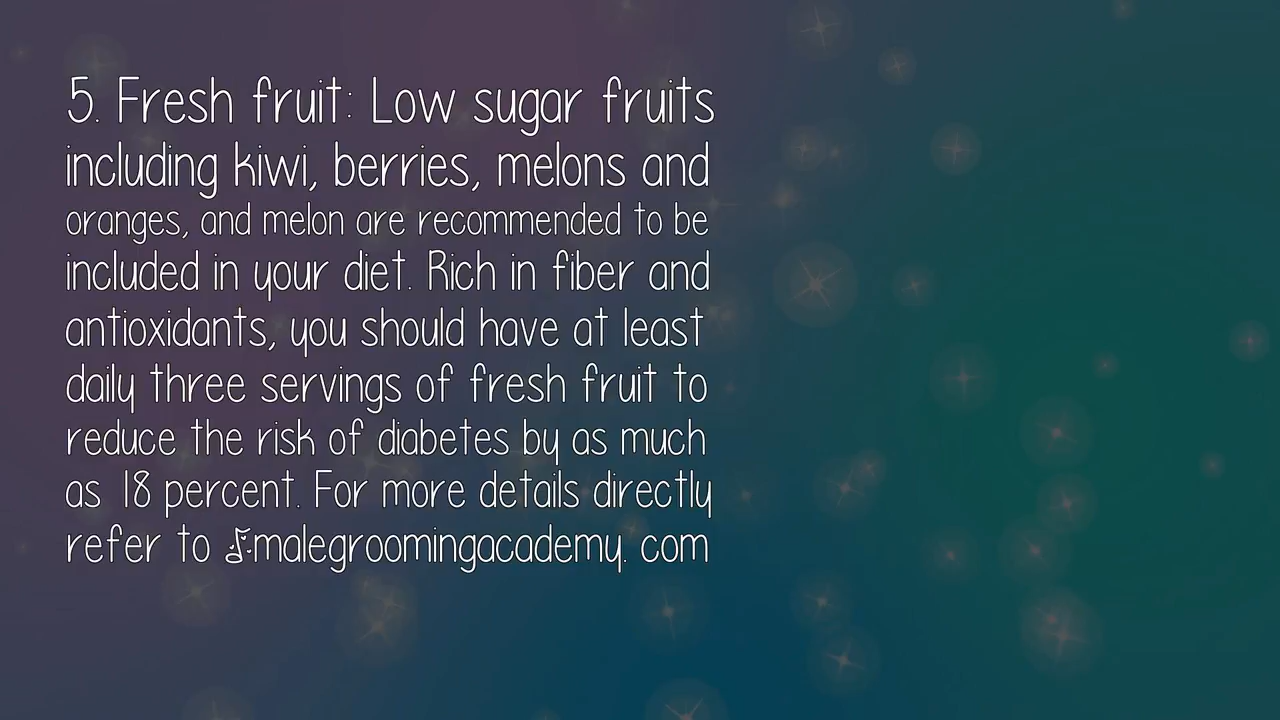 5. Fresh fruit: Low sugar fruits
including kiwi, berries, melons and
oranges, and melon are recommended to be
included in your diet. Rich in fiber and
antioxidants, you should have at least
daily three servings of fresh fruit to
reduce the risk of diabetes by as much
as 18 percent. For more details directly
refer to malegroomingacademy. com